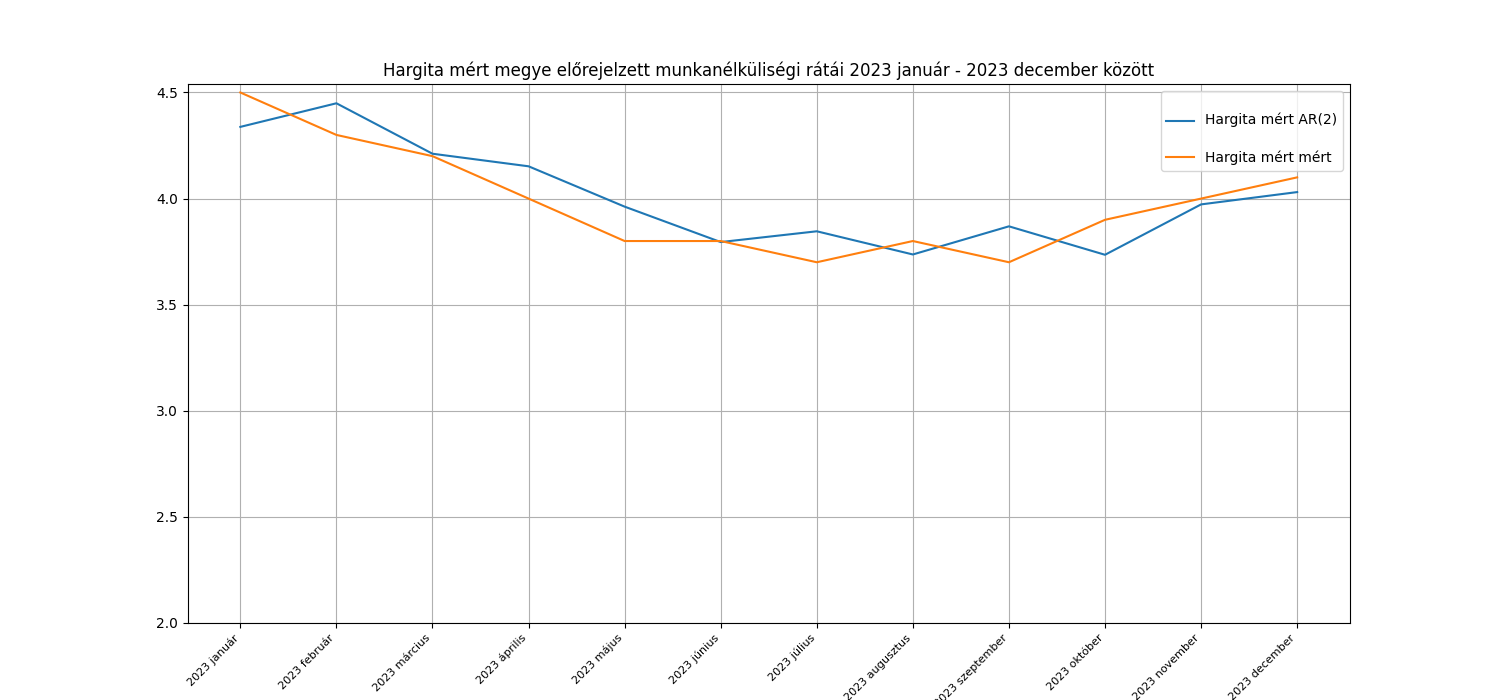 Hargita mért megye előrejelzett munkanélküliségi rátái 2023 január - 2023 december között
4.5
4.0
3.5
3.0
2.5
2.0
Hargita mért AR(2)
Hargita mért mért
2023 január
2023 február
2023 március
2023 április
2023 május
2023 június
2023 július
2023 augusztus
2023 szeptember
2023 október
2023 november
2023 december